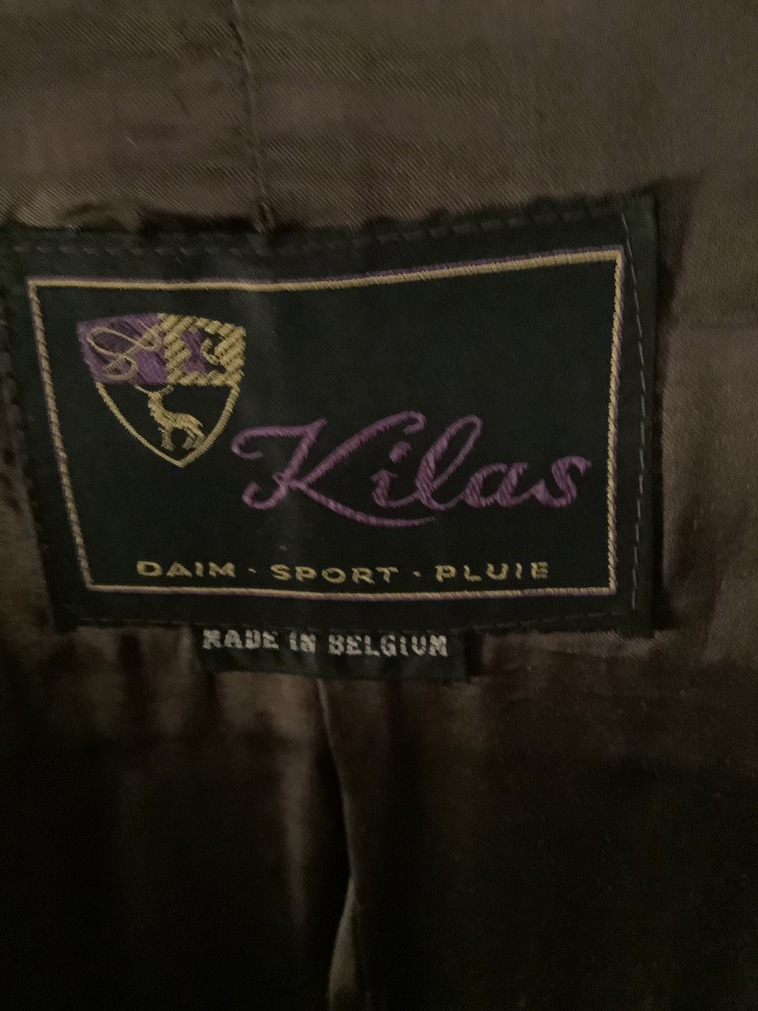 Kilas
DAIM · SPORT · PLUIE
MADE IN BELGIUM